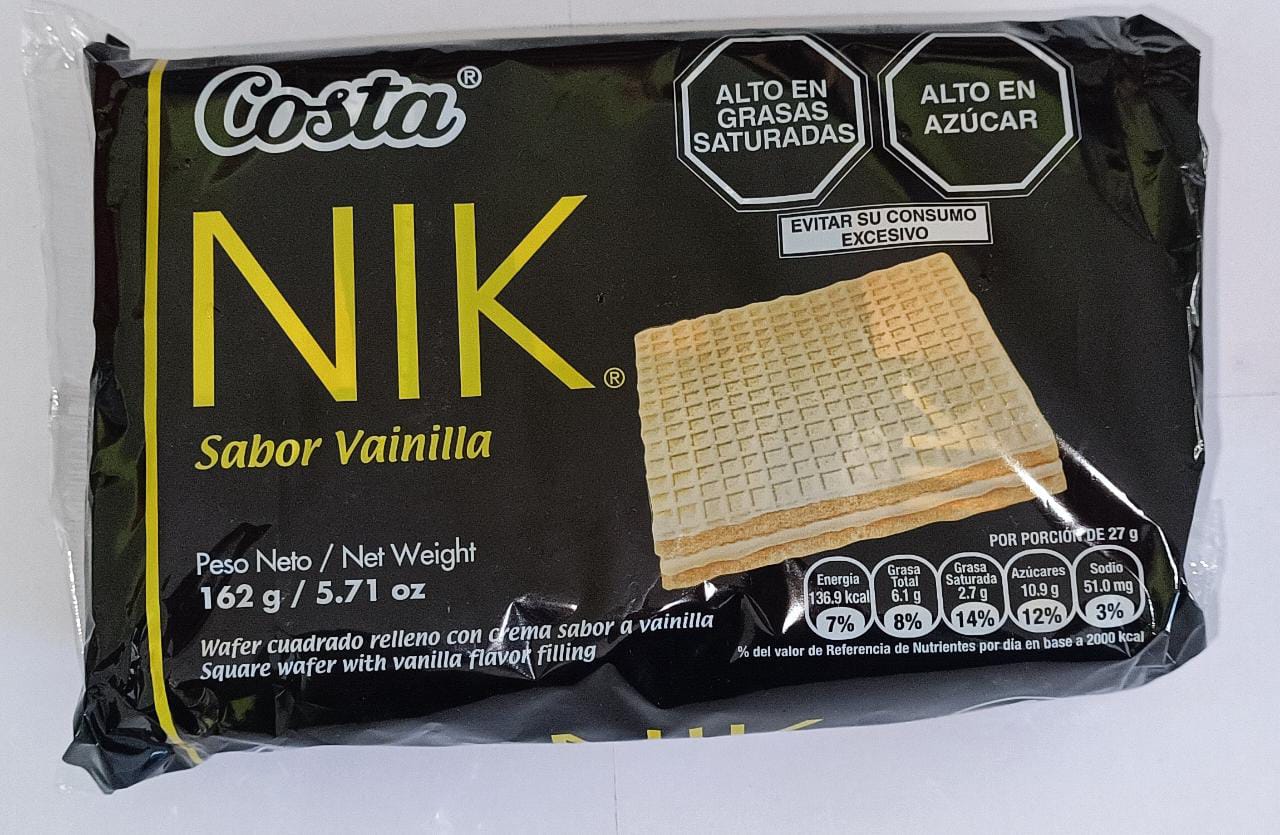 Costa®
ALTO EN
GRASAS
SATURADAS
ALTO EN
AZÚCAR
EVITAR SU CONSUMO
EXCESIVO
NIK®
Sabor Vainilla
Peso Neto / Net Weight
162 g / 5.71 oz
Wafer cuadrado relleno con crema sabor a vainilla
Square wafer with vanilla flavor filling
POR PORCIÓN DE 27 g
Energía
136.9 kcal
7%
Grasa
Total
6.1 g
8%
Grasa
Saturada
2.7 g
14%
Azúcares
10.9 g
12%
Sodio
51.0 mg
3%
% del valor de Referencia de Nutrientes por día en base a 2000 kcal
NIK